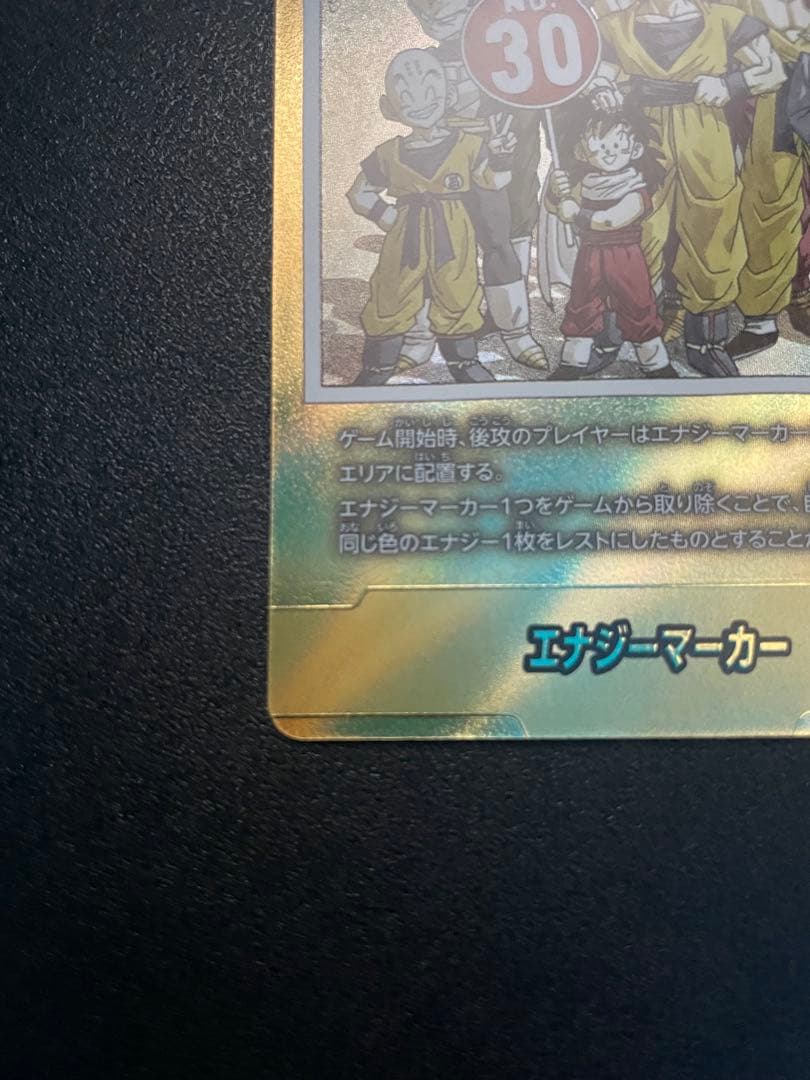 NO.
30
ゲーム開始時、後攻のプレイヤーはエナジーマーカー
エリアに配置する。
エナジーマーカー1つをゲームから取り除くことで、
同じ色のエナジー1枚をレストにしたものとすることが
エナジーマーカー